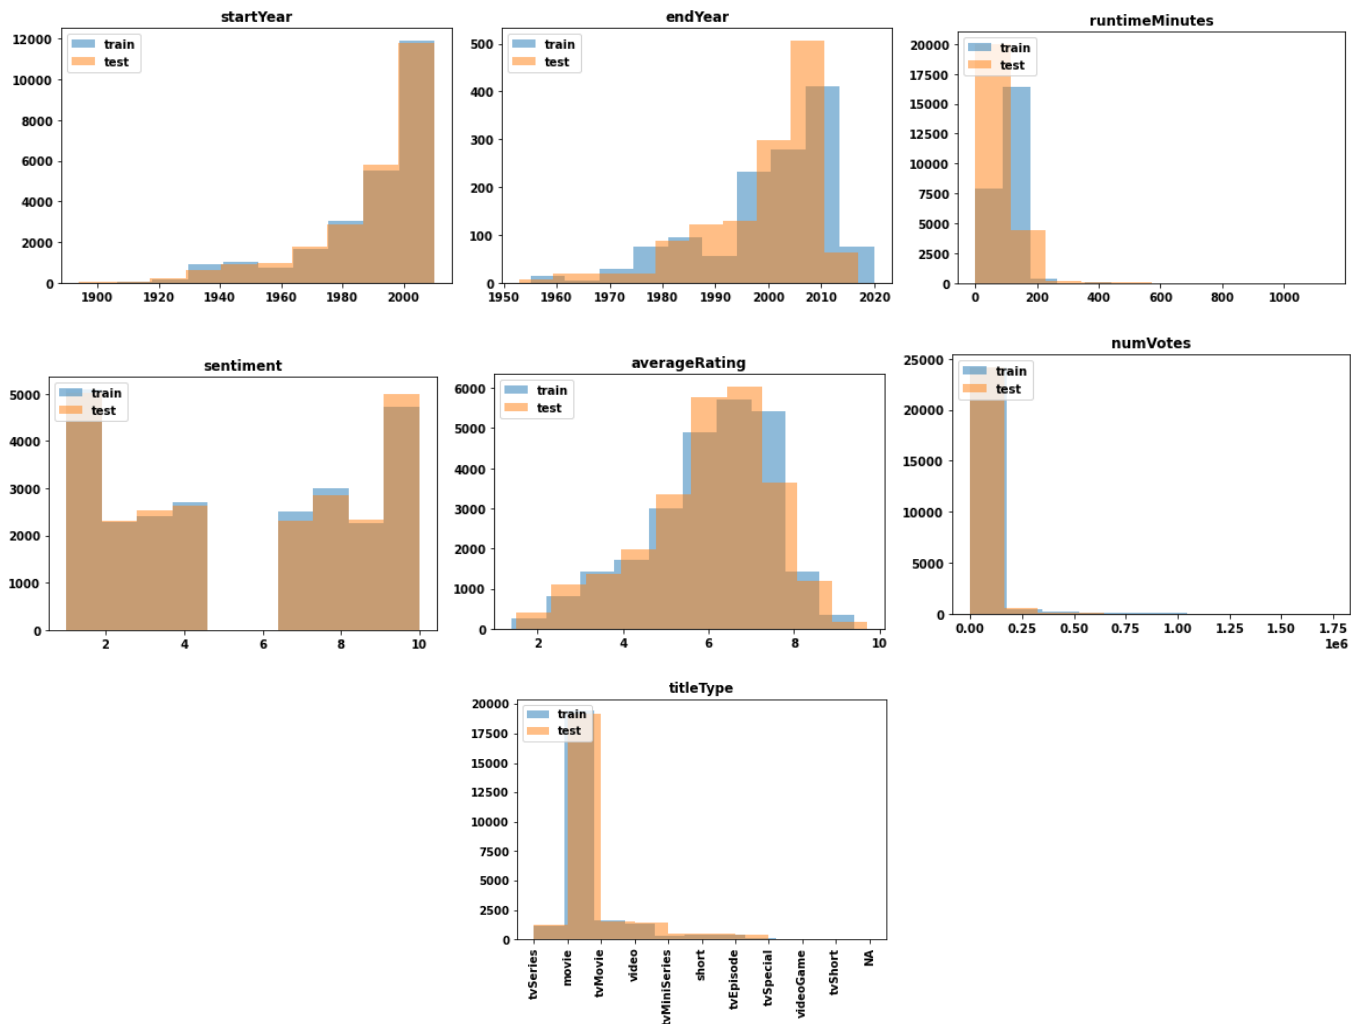 startYear
12000
10000
8000
6000
4000
2000
0
1900 1920 1940 1960 1980 2000
train
test
endYear
500
400
300
200
100
0
1950 1960 1970 1980 1990 2000 2010 2020
train
test
runtimeMinutes
20000
17500
15000
12500
10000
7500
5000
2500
0
0 200 400 600 800 1000
train
test
sentiment
5000
4000
3000
2000
1000
0
2 4 6 8 10
train
test
averageRating
6000
5000
4000
3000
2000
1000
0
2 4 6 8 10
train
test
numVotes
25000
20000
15000
10000
5000
0
0.00 0.25 0.50 0.75 1.00 1.25 1.50 1.75
1e6
train
test
titleType
20000
17500
15000
12500
10000
7500
5000
2500
0
tvSeries
movie
tvMovie
video
tvMiniSeries
short
tvEpisode
tvSpecial
videoGame
tvShort
NA
train
test